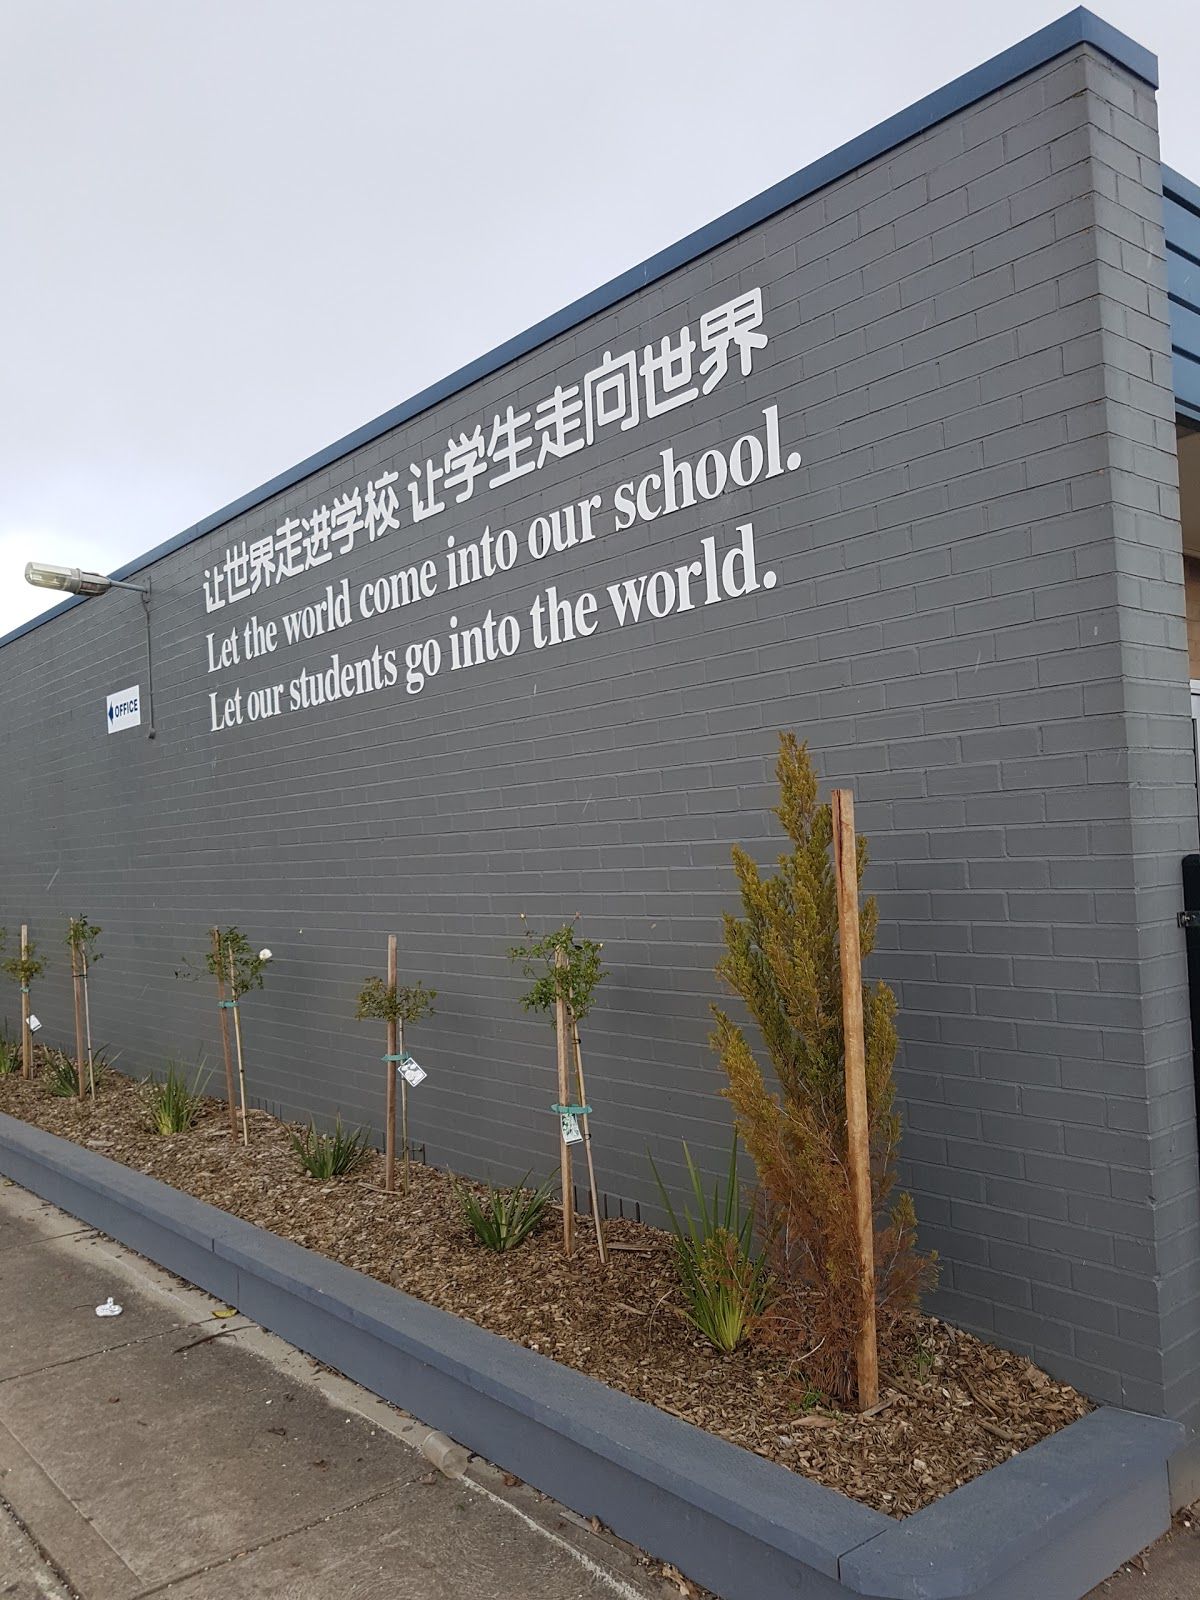 让世界走进学校 让学生走向世界
Let the world come into our school.
Let our students go into the world.
OFFICE